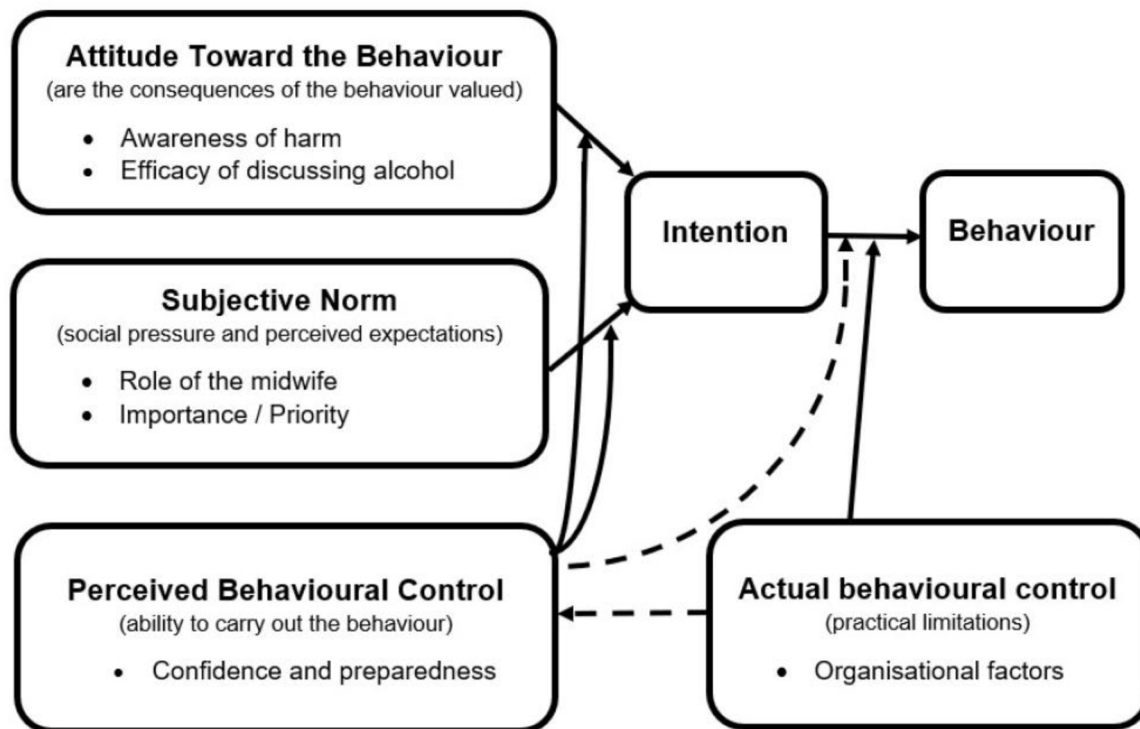 Attitude Toward the Behaviour
(are the consequences of the behaviour valued)
• Awareness of harm
• Efficacy of discussing alcohol
Subjective Norm
(social pressure and perceived expectations)
• Role of the midwife
• Importance / Priority
Perceived Behavioural Control
(ability to carry out the behaviour)
• Confidence and preparedness
Intention
Behaviour
Actual behavioural control
(practical limitations)
• Organisational factors